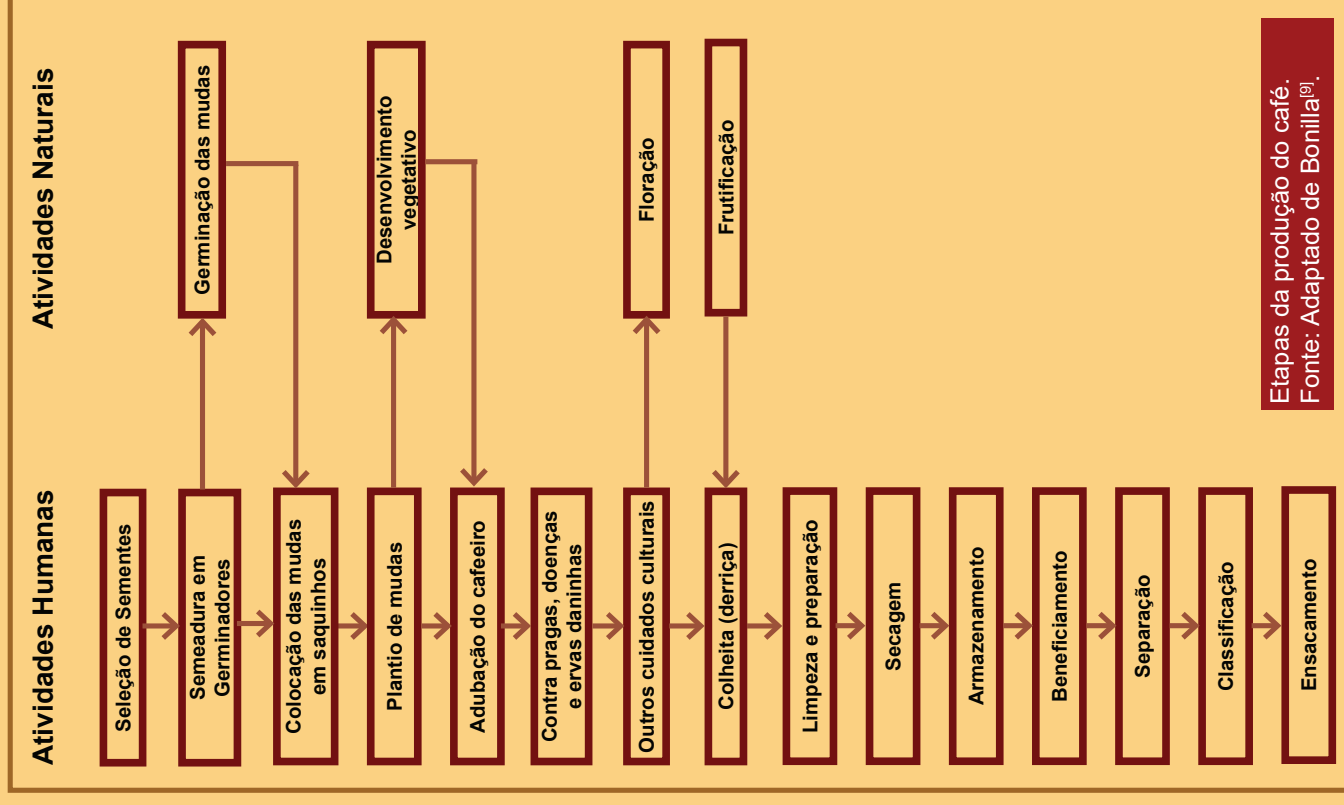 Atividades Humanas
Seleção de Sementes
Semeadura em
Germinadores
Colocação das mudas
em saquinhos
Plantio de mudas
Adubação do cafeeiro
Contra pragas, doenças
e ervas daninhas
Outros cuidados culturais
Colheita (derriça)
Limpeza e preparação
Secagem
Armazenamento
Beneficiamento
Separação
Classificação
Ensacamento
Atividades Naturais
Germinação das mudas
Desenvolvimento
vegetativo
Floração
Frutificação
Etapas da produção do café.
Fonte: Adaptado de Bonilla[9].